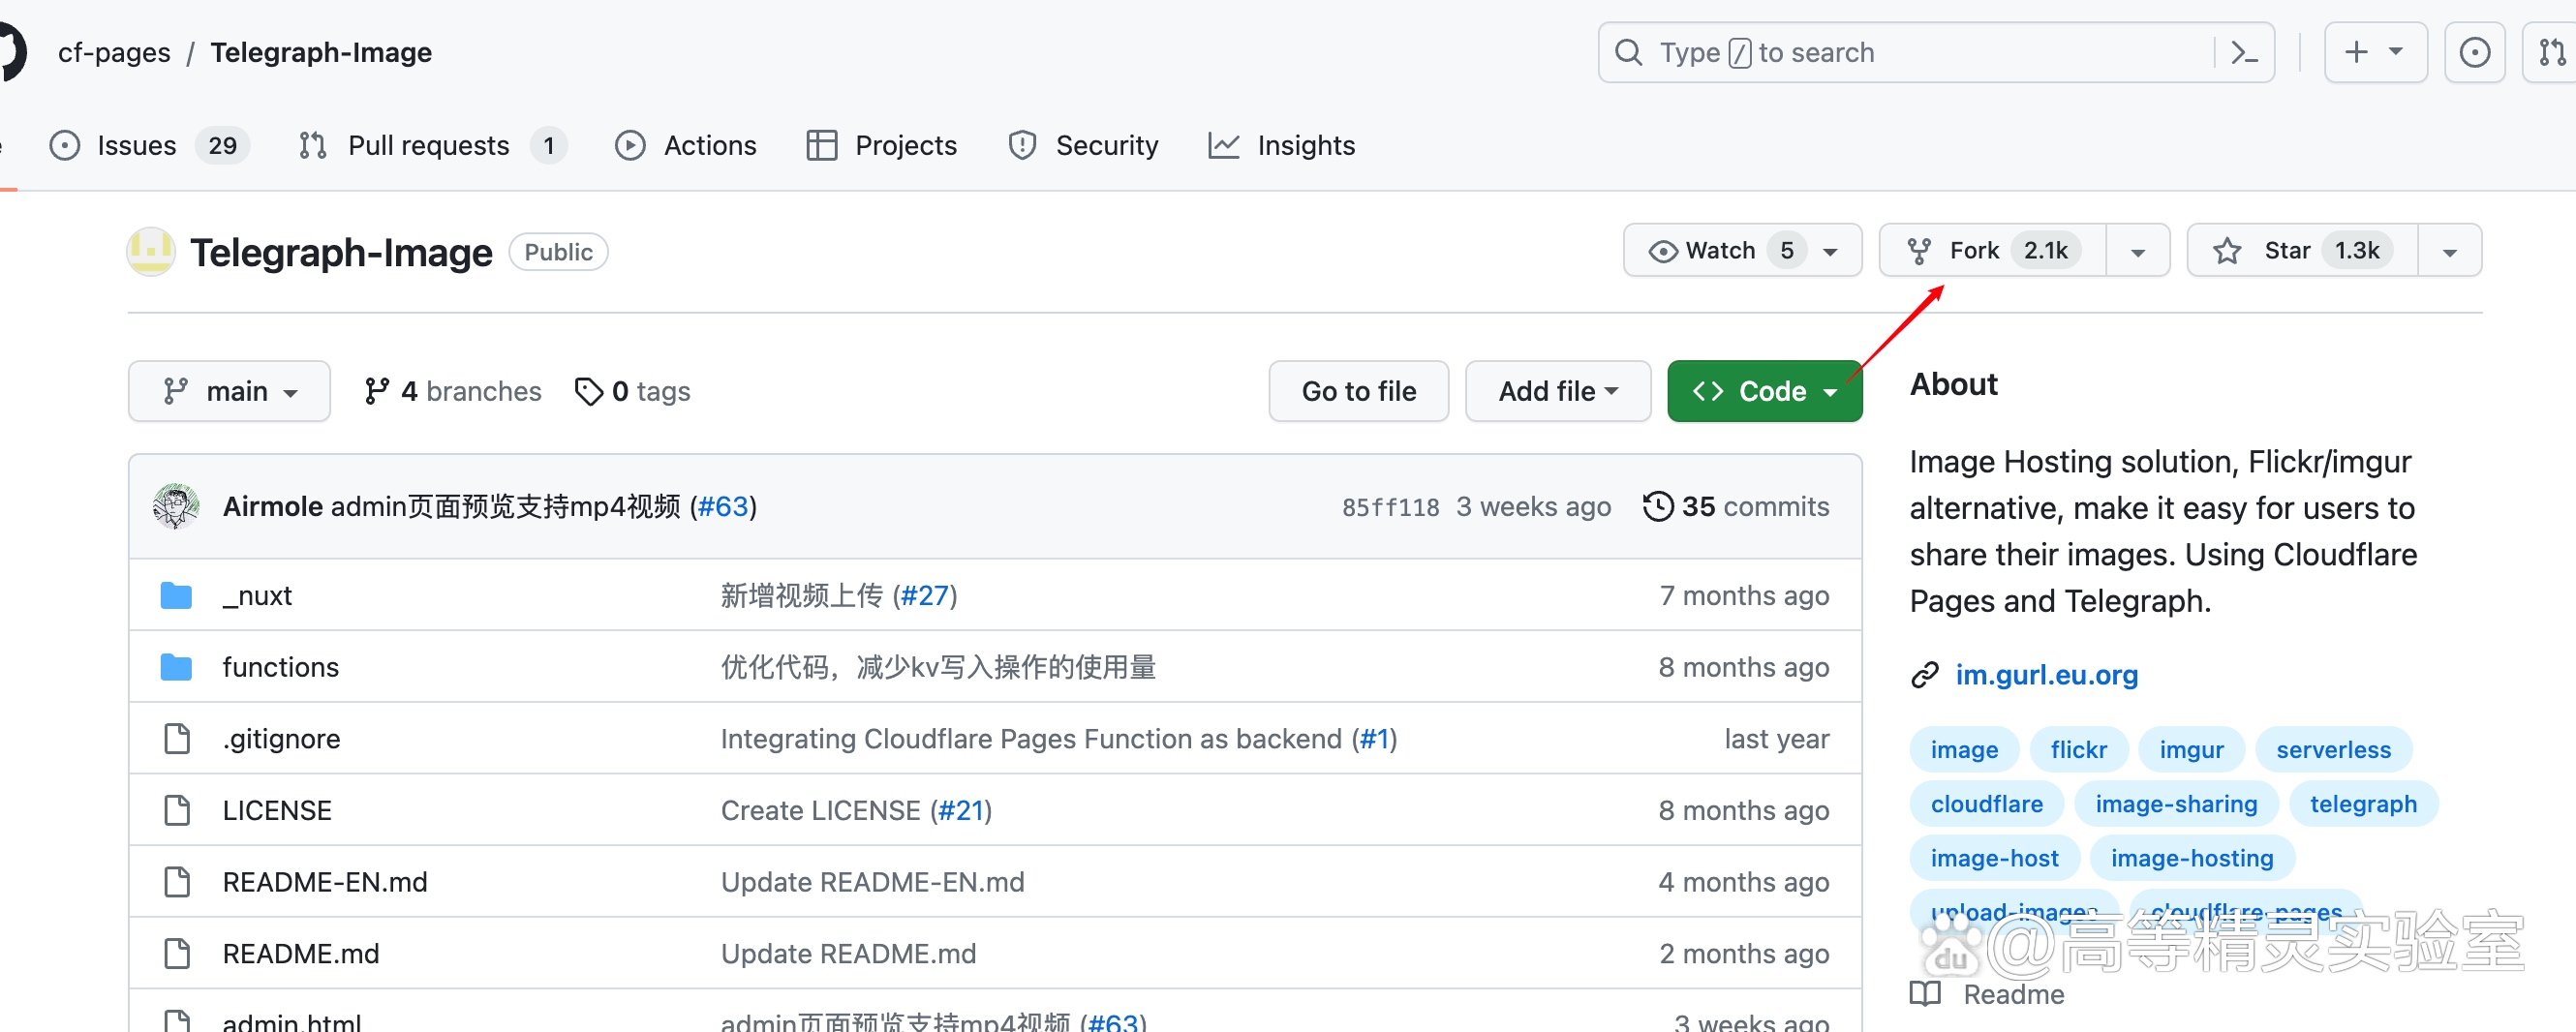 cf-pages / Telegraph-Image
Type / to search
Issues 29 Pull requests 1 Actions Projects Security Insights
Telegraph-Image Public
Watch 5 Fork 2.1k Star 1.3k
main 4 branches 0 tags Go to file Add file Code
Airmole admin页面预览支持mp4视频 (#63) 85ff118 3 weeks ago 35 commits
_nuxt 新增视频上传 (#27) 7 months ago
functions 优化代码，减少kv写入操作的使用量 8 months ago
.gitignore Integrating Cloudflare Pages Function as backend (#1) last year
LICENSE Create LICENSE (#21) 8 months ago
README-EN.md Update README-EN.md 4 months ago
README.md Update README.md 2 months ago
admin.html admin页面预览支持mp4视频 (#63) 3 weeks ago
About
Image Hosting solution, Flickr/imgur
alternative, make it easy for users to
share their images. Using Cloudflare
Pages and Telegraph.
im.gurl.eu.org
image flickr imgur serverless
cloudflare image-sharing telegraph
image-host image-hosting
upload-images cloudflare-pages
du @高等精灵实验室
Readme